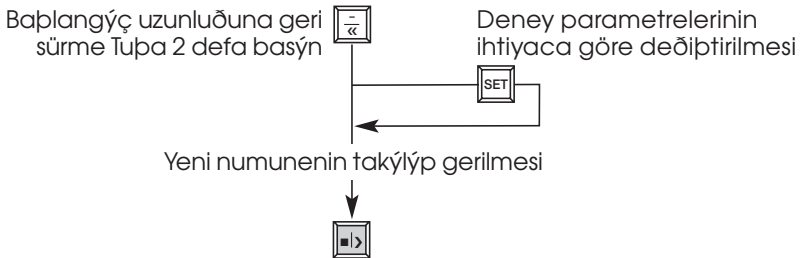 Baþlangýç uzunluðuna geri
sürme Tuþa 2 defa basýn
Deney parametrelerinin
ihtiyaca göre deðiþtirilmesi
SET
Yeni numunenin takýlýp gerilmesi